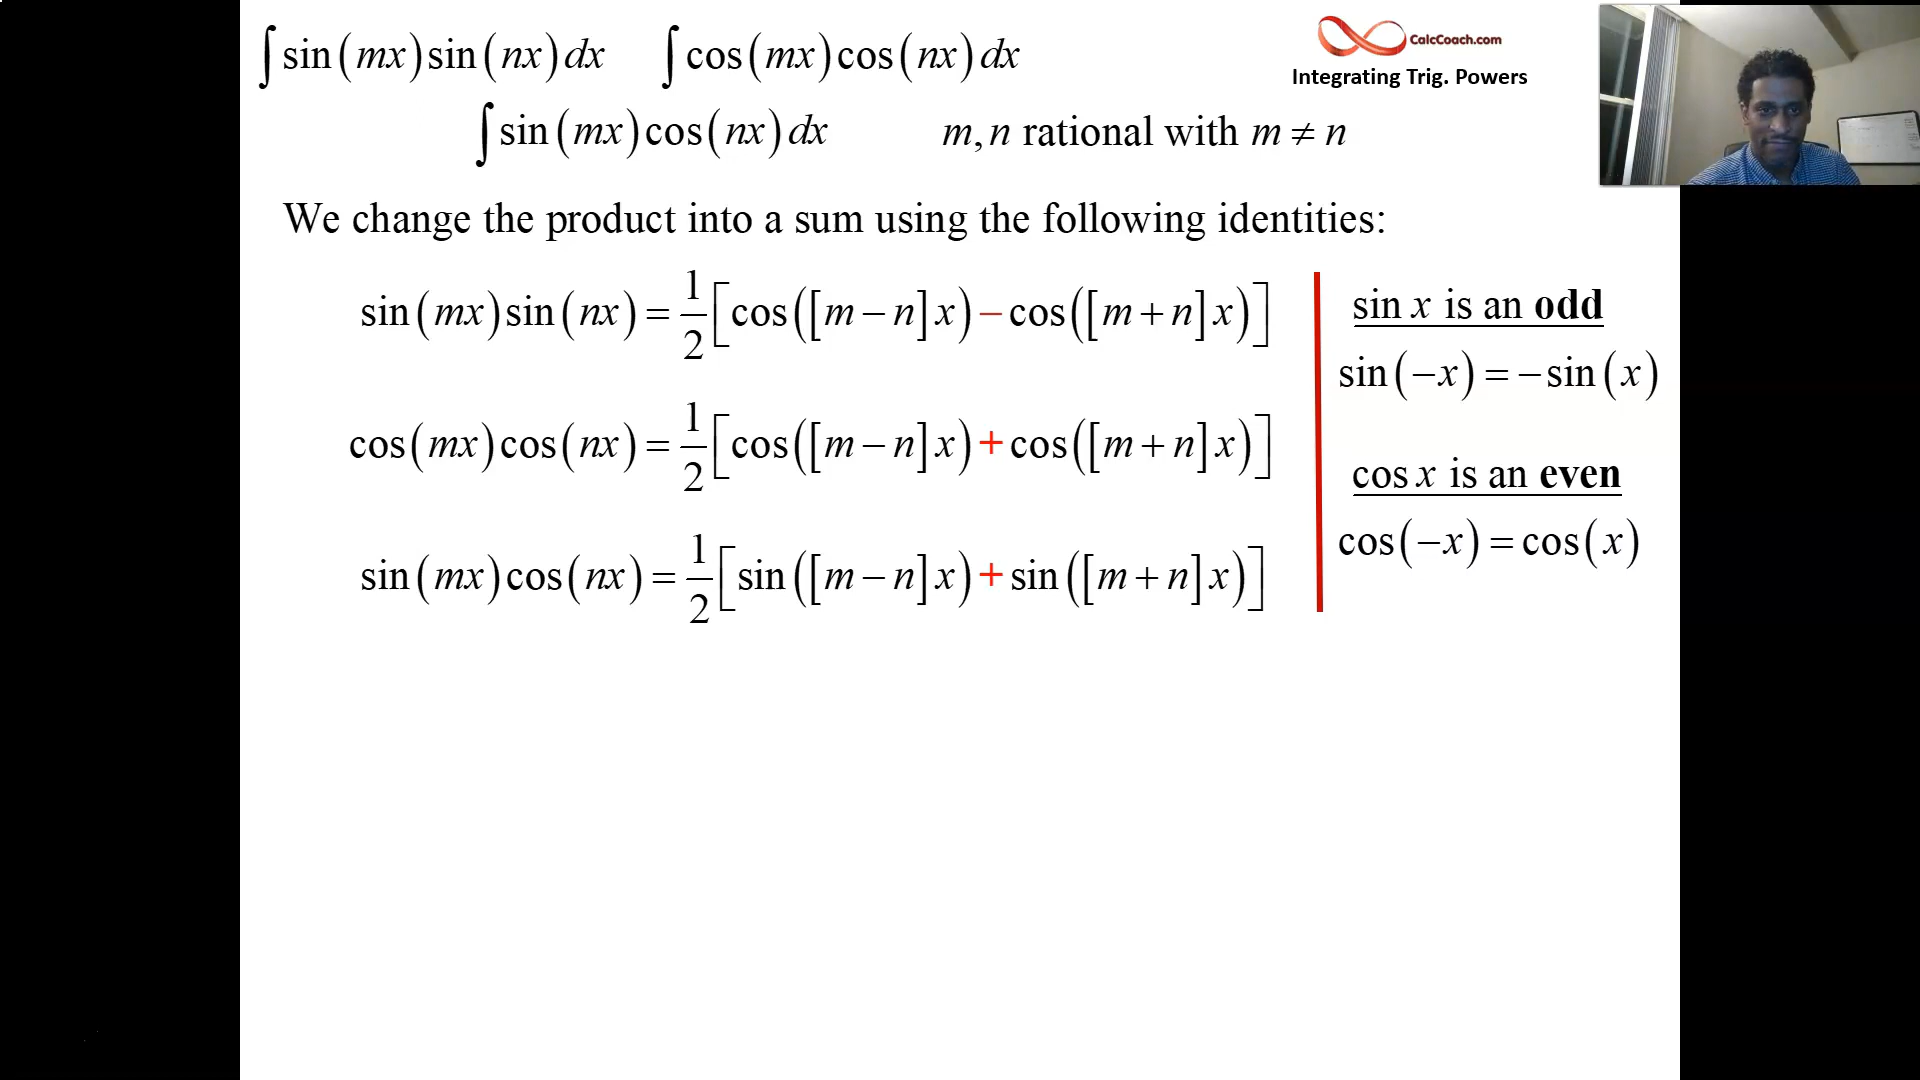 ∫ sin(mx) sin(nx) dx   ∫ cos(mx) cos(nx) dx
CalcCoach.com
Integrating Trig. Powers
∫ sin(mx) cos(nx) dx   m, n rational with m ≠ n
We change the product into a sum using the following identities:
sin(mx) sin(nx) = 1/2 [cos([m − n] x) − cos([m + n] x)]
cos(mx) cos(nx) = 1/2 [cos([m − n] x) + cos([m + n] x)]
sin(mx) cos(nx) = 1/2 [sin([m − n] x) + sin([m + n] x)]
sin x is an odd
sin(−x) = −sin(x)
cos x is an even
cos(−x) = cos(x)